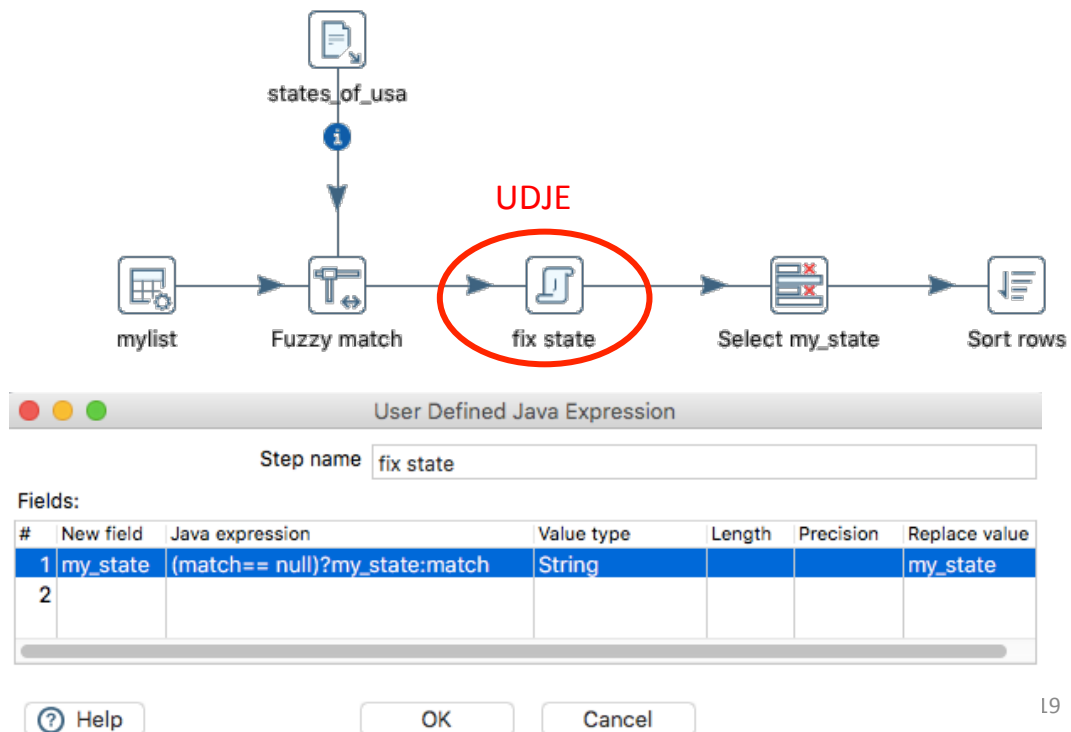 states_of_usa
UDJE
mylist Fuzzy match fix state Select my_state Sort rows
User Defined Java Expression
Step name fix state
Fields:
# New field Java expression Value type Length Precision Replace value
1 my_state (match== null)?my_state:match String my_state
2
? Help OK Cancel
19